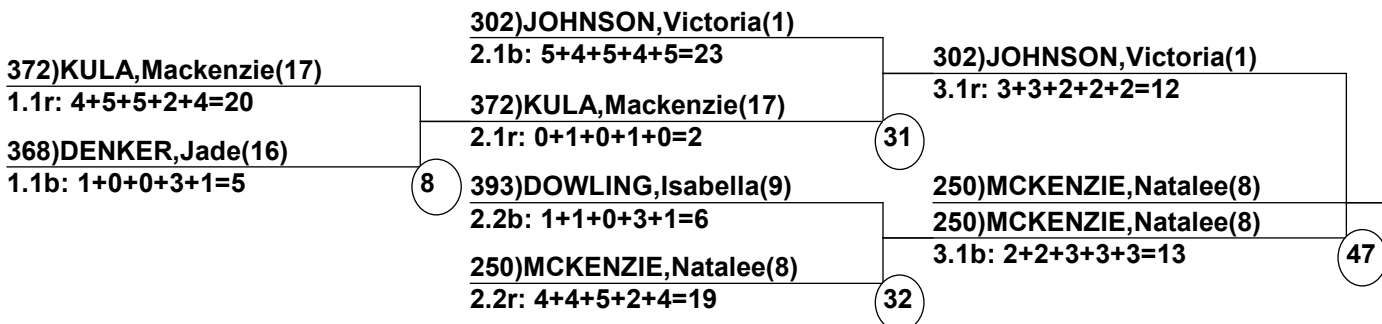 372)KULA,Mackenzie(17)
1.1r: 4+5+5+2+4=20
368)DENKER,Jade(16)
1.1b: 1+0+0+3+1=5
8
302)JOHNSON,Victoria(1)
2.1b: 5+4+5+4+5=23
372)KULA,Mackenzie(17)
2.1r: 0+1+0+1+0=2
31
393)DOWLING,Isabella(9)
2.2b: 1+1+0+3+1=6
250)MCKENZIE,Natalee(8)
2.2r: 4+4+5+2+4=19
32
302)JOHNSON,Victoria(1)
3.1r: 3+3+2+2+2=12
250)MCKENZIE,Natalee(8)
250)MCKENZIE,Natalee(8)
3.1b: 2+2+3+3+3=13
47